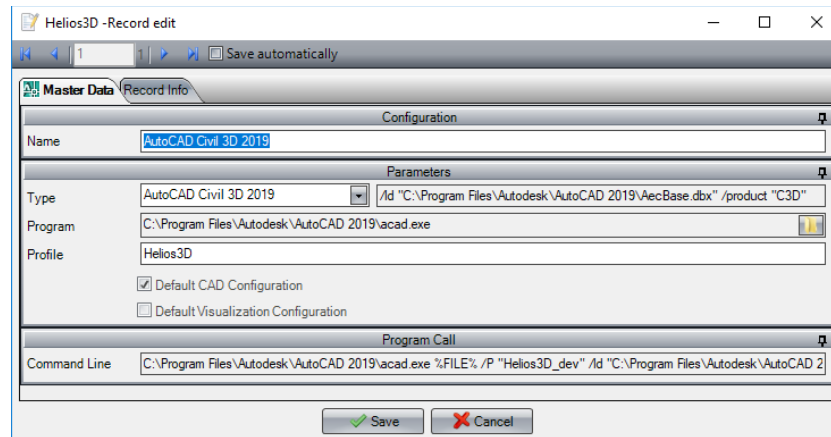 Helios3D -Record edit
1 1 Save automatically
Master Data Record Info
Configuration
Name AutoCAD Civil 3D 2019
Parameters
Type AutoCAD Civil 3D 2019 /ld "C:\Program Files\Autodesk\AutoCAD 2019\AecBase.dbx" /product "C3D"
Program C:\Program Files\Autodesk\AutoCAD 2019\acad.exe
Profile Helios3D
Default CAD Configuration
Default Visualization Configuration
Program Call
Command Line C:\Program Files\Autodesk\AutoCAD 2019\acad.exe %FILE% /P "Helios3D_dev" /ld "C:\Program Files\Autodesk\AutoCAD 2
Save Cancel